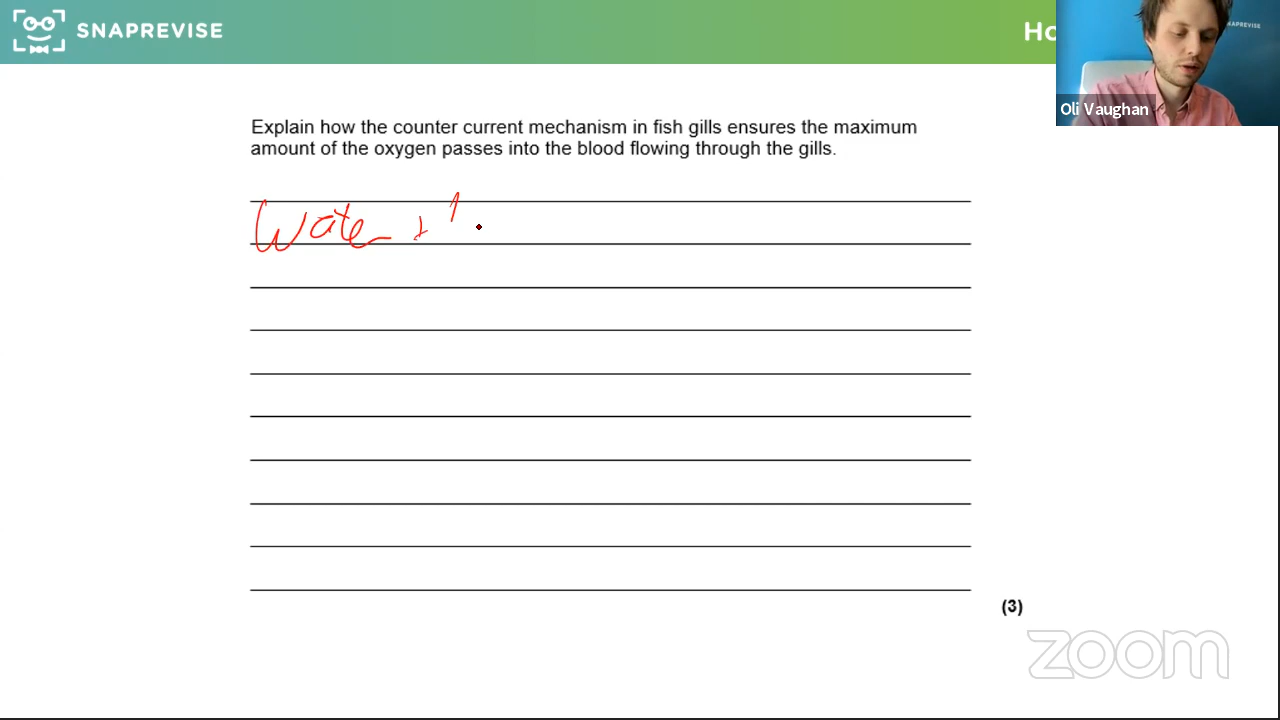 SNAPREVISE
Ho
APREVISE
Oli Vaughan
Explain how the counter current mechanism in fish gills ensures the maximum
amount of the oxygen passes into the blood flowing through the gills.
Water +
(3)
zoom